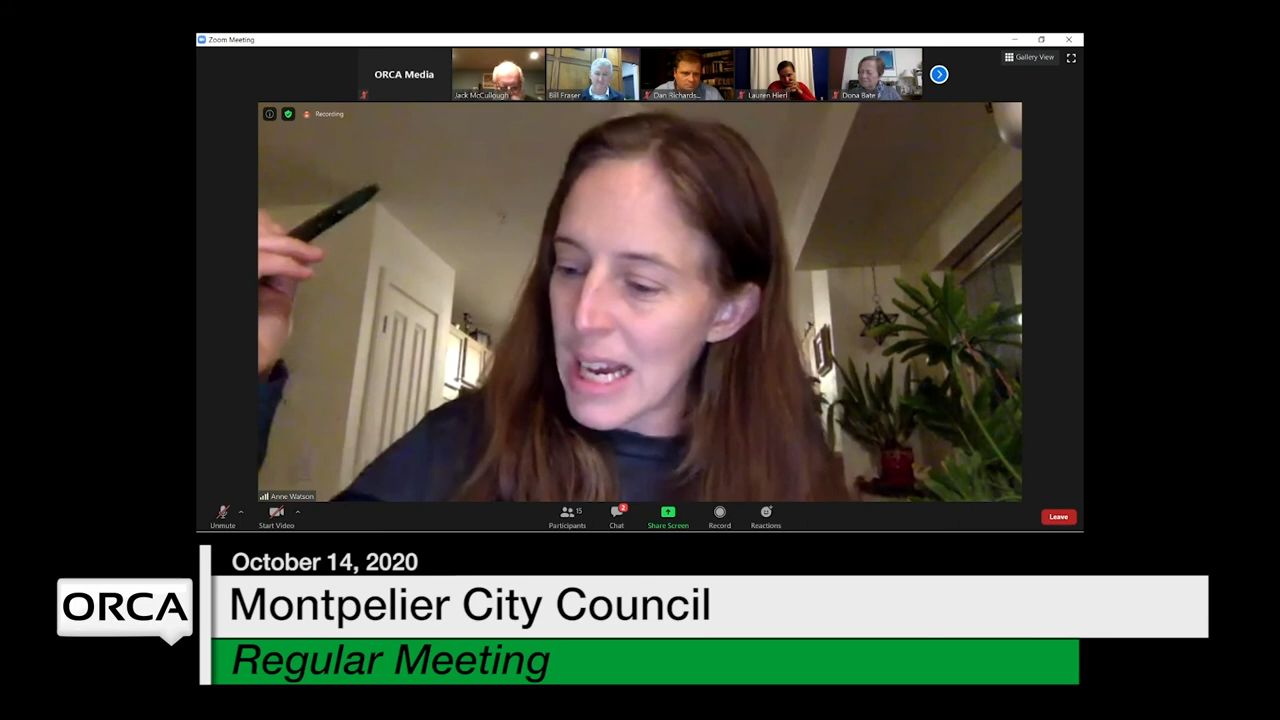 Zoom Meeting
ORCA Media
Jack McCullough
Bill Fraser
Dan Richards...
Lauren Hierl
Dona Bate
Gallery View
Recording
Anne Watson
Unmute
Start Video
15
Participants
2
Chat
Share Screen
Record
Reactions
Leave
October 14, 2020
ORCA
Montpelier City Council
Regular Meeting